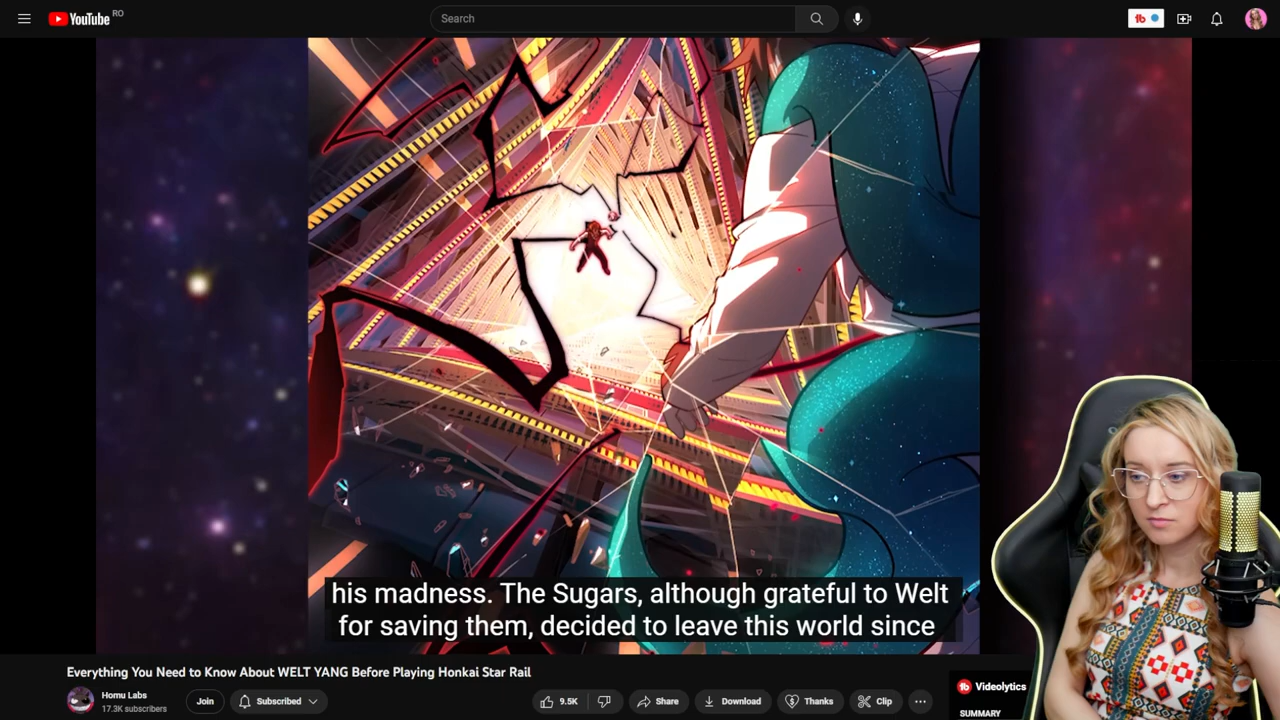 YouTube RO
Search
tb
his madness. The Sugars, although grateful to Welt
for saving them, decided to leave this world since
Everything You Need to Know About WELT YANG Before Playing Honkai Star Rail
Homu Labs
17.3K subscribers
Join
Subscribed
9.5K
Share
Download
Thanks
Clip
tb Videolytics
SUMMARY